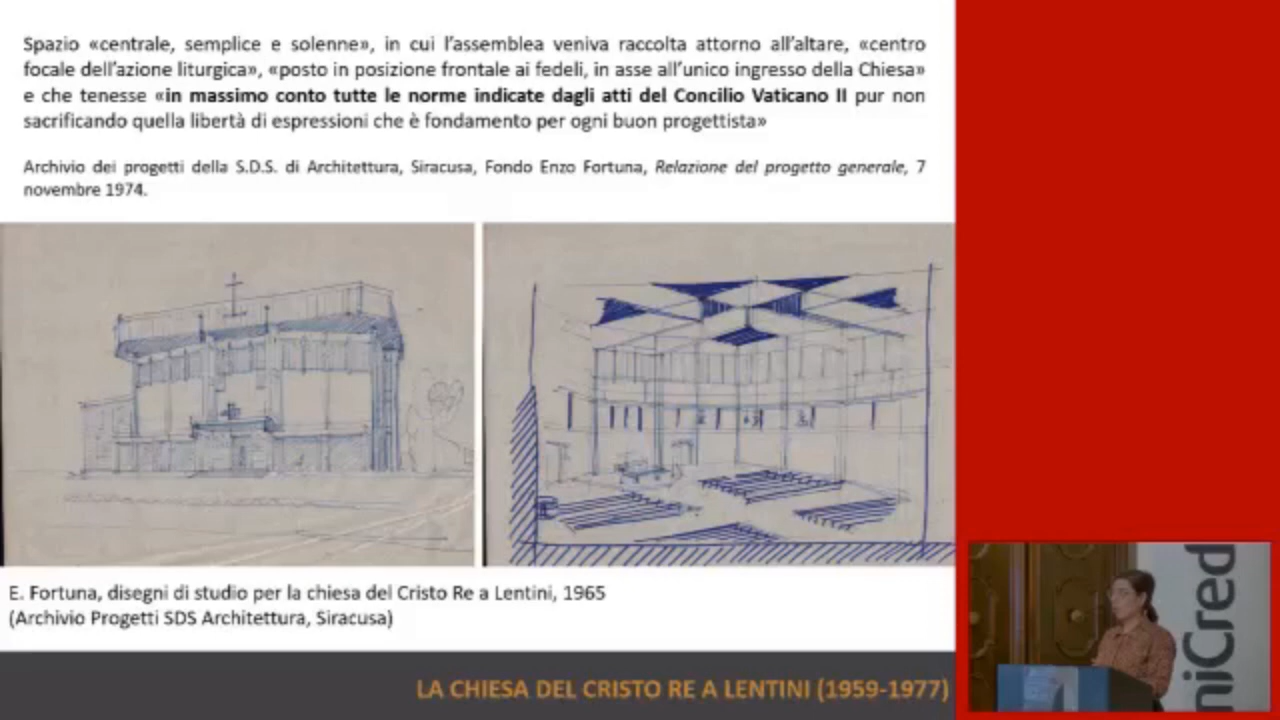 Spazio «centrale, semplice e solenne», in cui l'assemblea veniva raccolta attorno all'altare, «centro
focale dell'azione liturgica», «posto in posizione frontale ai fedeli, in asse all'unico ingresso della Chiesa»
e che tenesse «in massimo conto tutte le norme indicate dagli atti del Concilio Vaticano II pur non
sacrificando quella libertà di espressioni che è fondamento per ogni buon progettista»
Archivio dei progetti della S.D.S. di Architettura, Siracusa, Fondo Enzo Fortuna, Relazione del progetto generale, 7
novembre 1974.
E. Fortuna, disegni di studio per la chiesa del Cristo Re a Lentini, 1965
(Archivio Progetti SDS Architettura, Siracusa)
LA CHIESA DEL CRISTO RE A LENTINI (1959-1977)
niCred